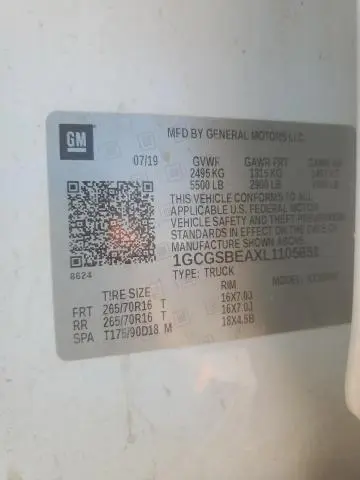 GM
MFD BY GENERAL MOTORS LLC
07/19 GVWR GAWR FRT GAWR RR
2495 KG 1315 KG
5500 LB 2900 LB
THIS VEHICLE CONFORMS TO ALL
APPLICABLE U.S. FEDERAL MOTOR
VEHICLE SAFETY AND THEFT PREVENTION
STANDARDS IN EFFECT ON THE DATE OF
MANUFACTURE SHOWN ABOVE.
8624
TYPE: TRUCK
TIRE SIZE RIM
FRT 265/70R16 T 16X7.0J
RR 265/70R16 T 16X7.0J
SPA T175/90D18 M 18X4.5B